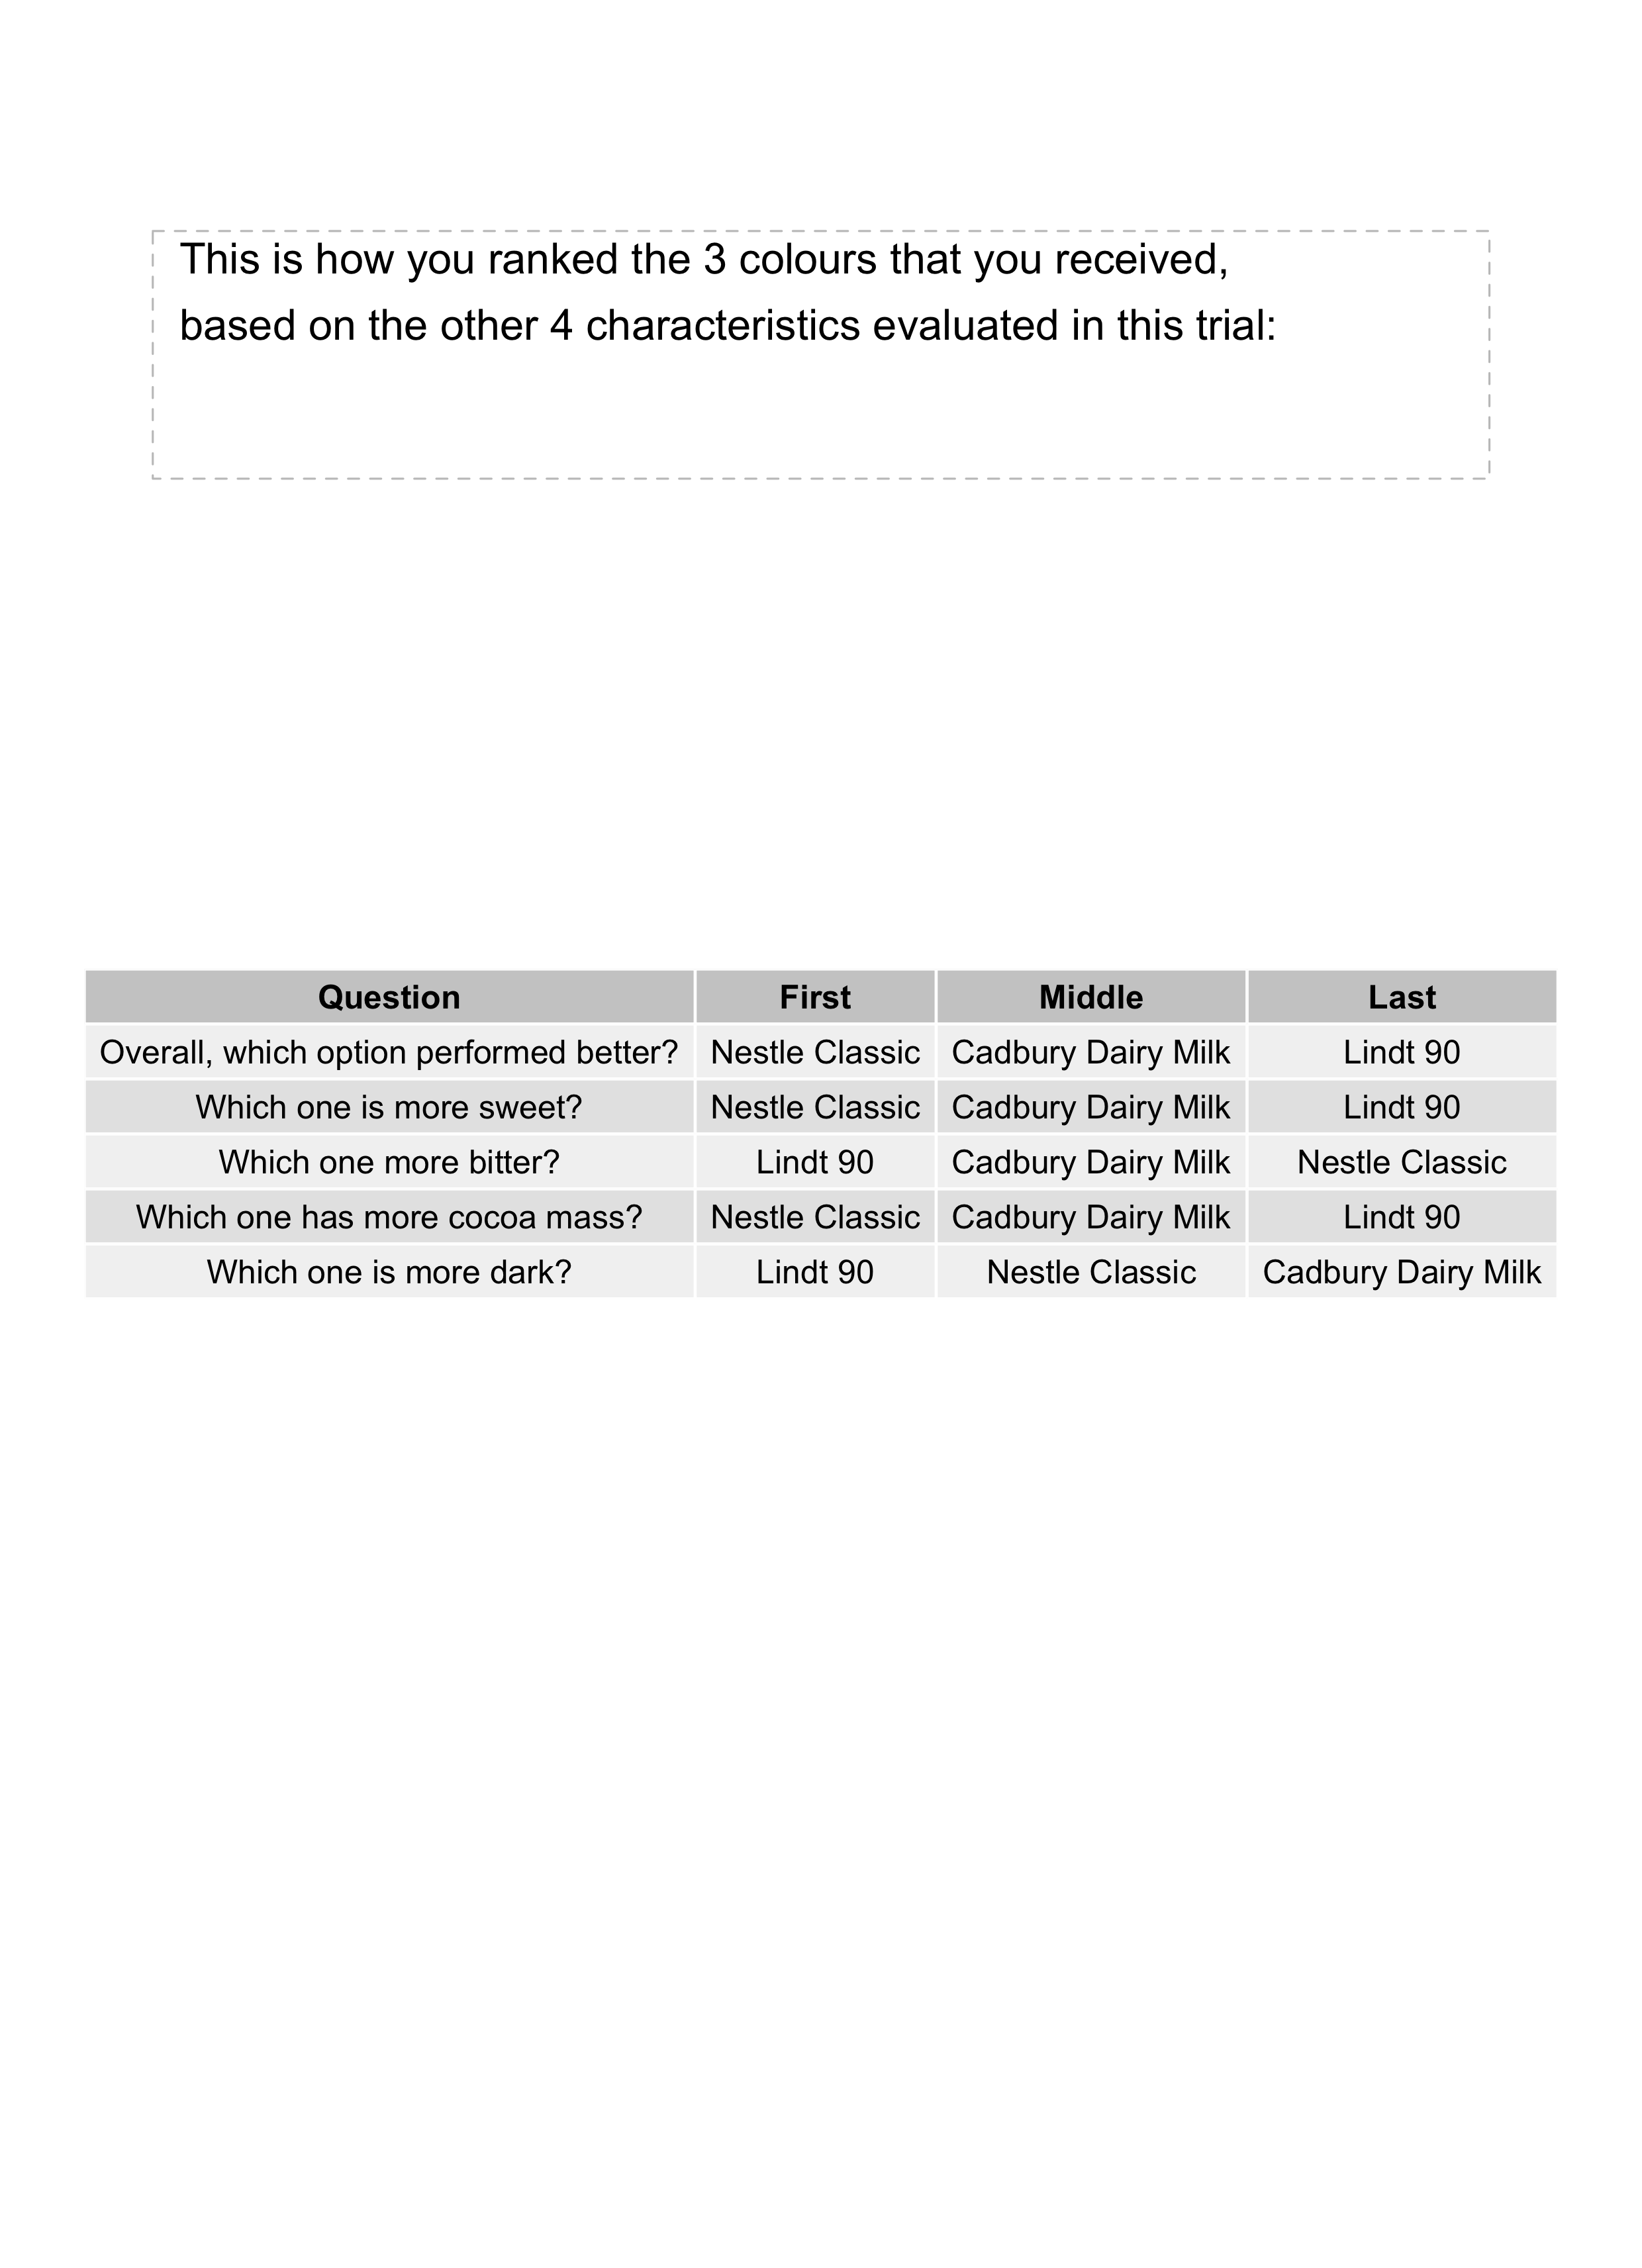 This is how you ranked the 3 colours that you received,
based on the other 4 characteristics evaluated in this trial:
Question First Middle Last
Overall, which option performed better? Nestle Classic Cadbury Dairy Milk Lindt 90
Which one is more sweet? Nestle Classic Cadbury Dairy Milk Lindt 90
Which one more bitter? Lindt 90 Cadbury Dairy Milk Nestle Classic
Which one has more cocoa mass? Nestle Classic Cadbury Dairy Milk Lindt 90
Which one is more dark? Lindt 90 Nestle Classic Cadbury Dairy Milk